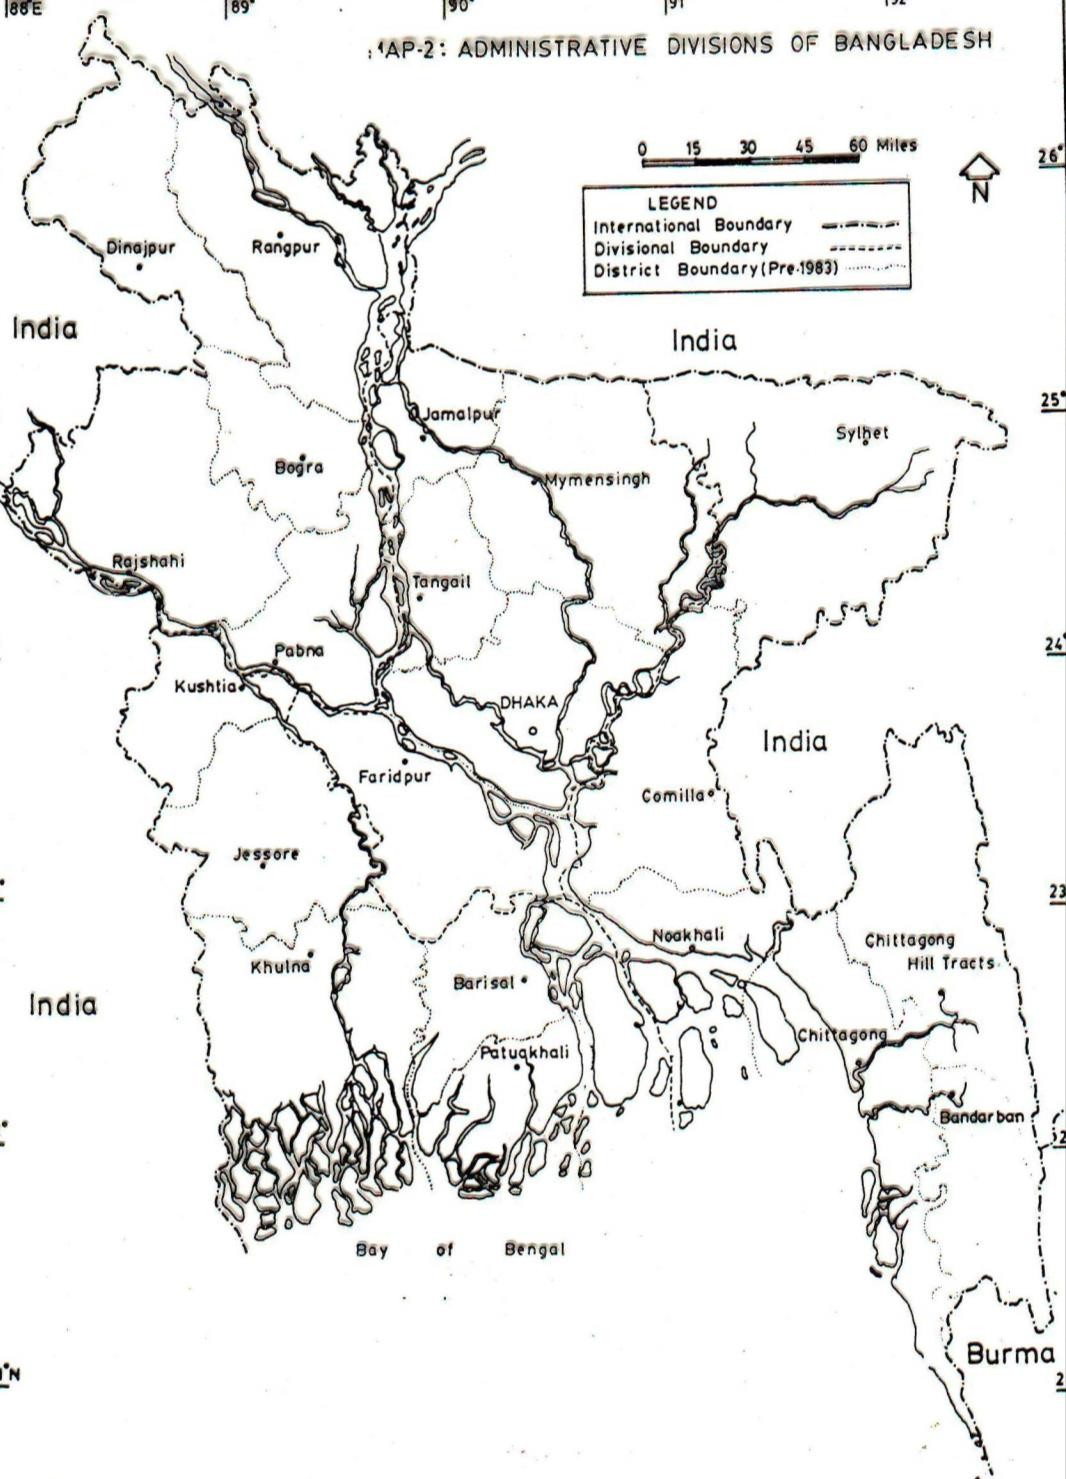 88°E
89°
90°
91
92
MAP-2: ADMINISTRATIVE DIVISIONS OF BANGLADESH
0 15 30 45 60 Miles
26°
N
LEGEND
International Boundary
Divisional Boundary
District Boundary (Pre-1983)
Dinajpur
Rangpur
India
India
25°
Jamalpur
Sylhet
Bogra
Mymensingh
Rajshahi
Tangail
24°
Pabna
Kushtia
DHAKA
India
Faridpur
Comilla
Jessore
23
Noakhali
Chittagong
Hill Tracts
Khulna
Barisal
India
Chittagong
Patuakhali
Bandarban
Bay of Bengal
Burma
°N
2